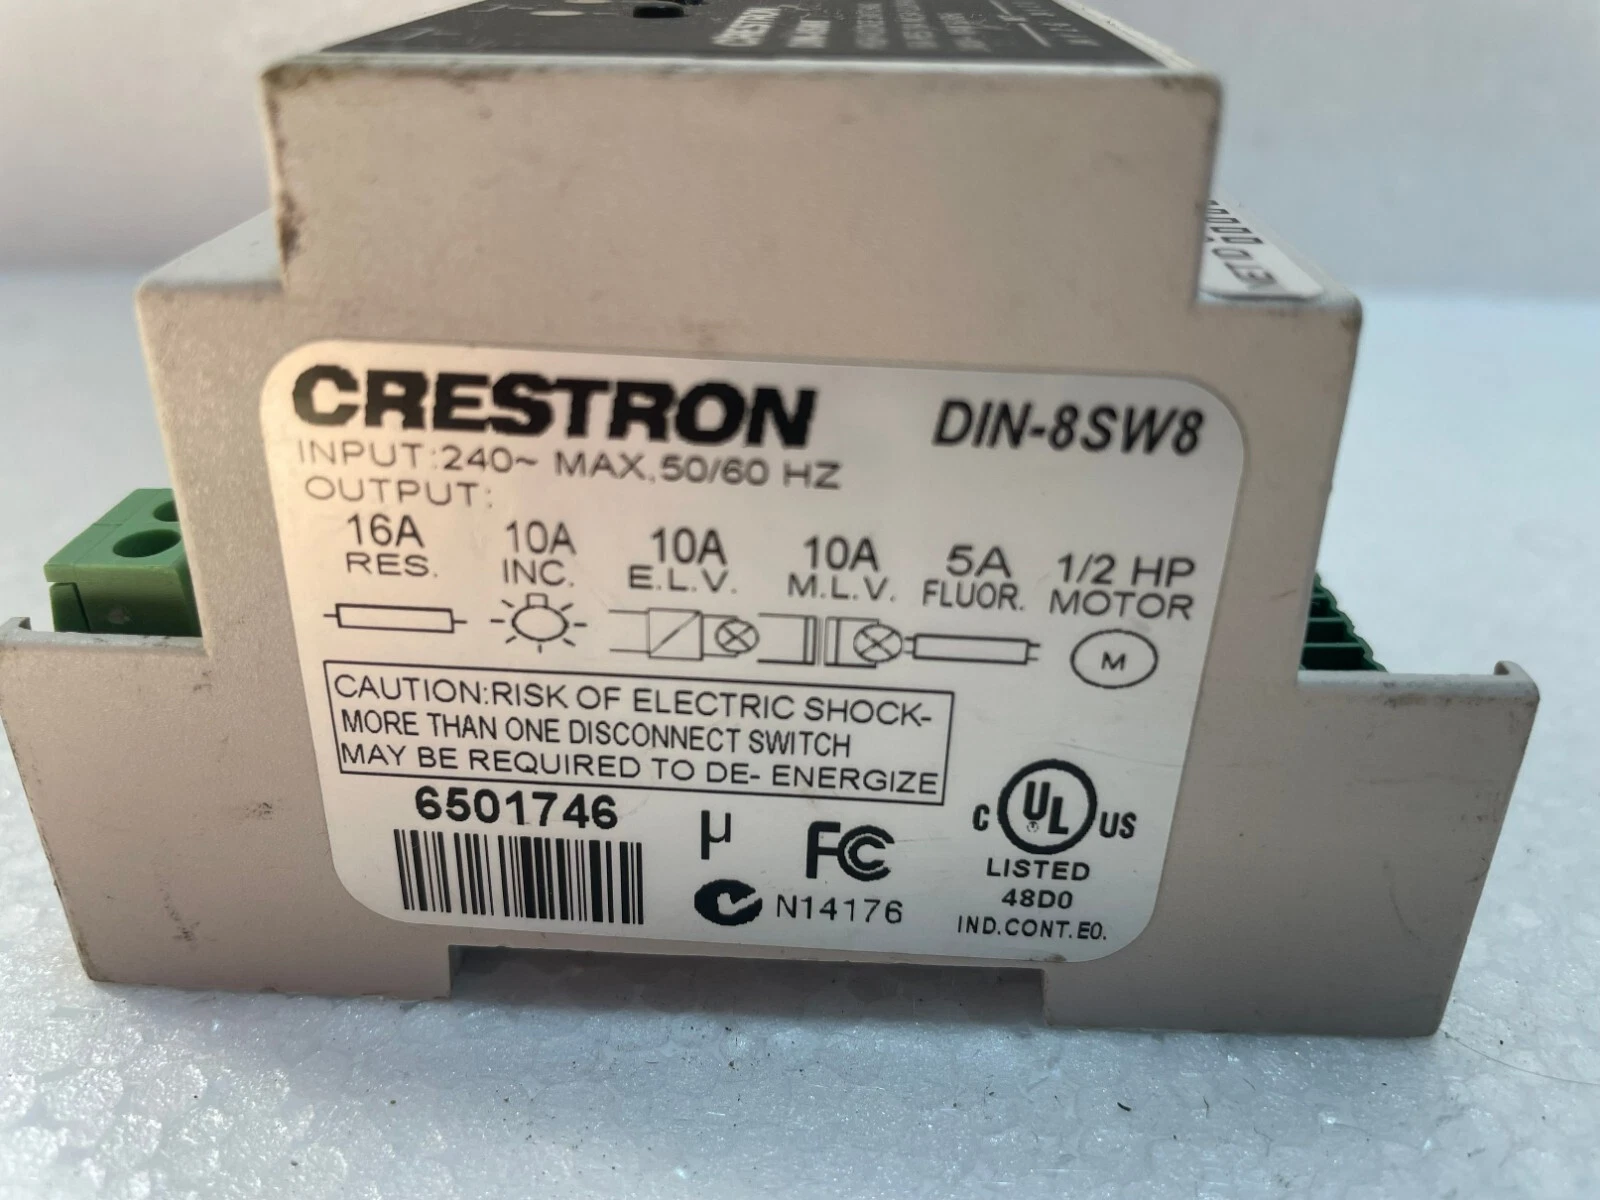 CRESTRON
CRESTRON DIN-8SW8
INPUT:240~ MAX,50/60 HZ
OUTPUT:
16A 10A 10A 10A 5A 1/2 HP
RES. INC. E.L.V. M.L.V. FLUOR. MOTOR
M
CAUTION:RISK OF ELECTRIC SHOCK-
MORE THAN ONE DISCONNECT SWITCH
MAY BE REQUIRED TO DE- ENERGIZE
6501746
µ FC
C UL US
LISTED
N14176
48D0
IND.CONT.EQ.